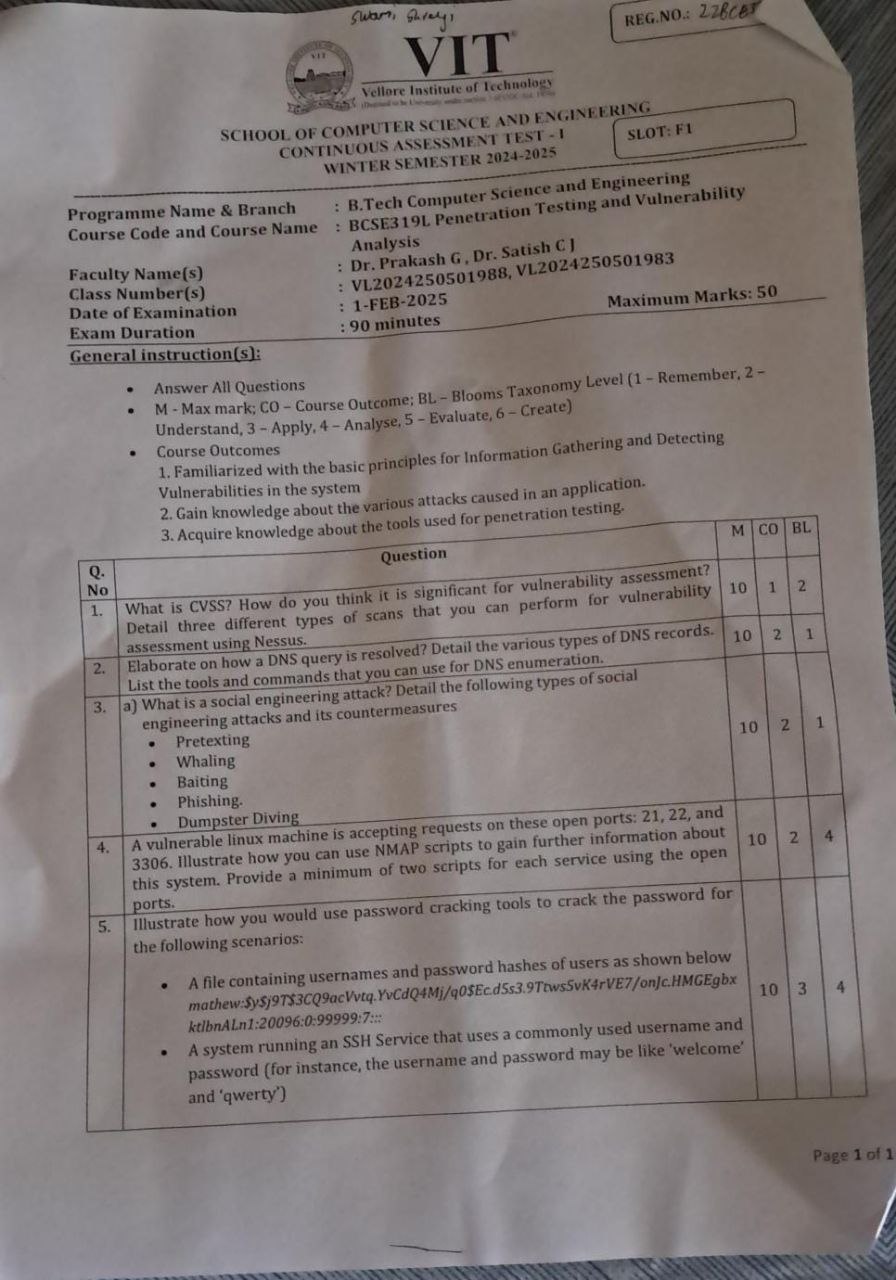 REG.NO.: 22BCE
VIT
VIT
Vellore Institute of Technology
SCHOOL OF COMPUTER SCIENCE AND ENGINEERING
CONTINUOUS ASSESSMENT TEST - I
WINTER SEMESTER 2024-2025
SLOT: F1
Programme Name & Branch : B.Tech Computer Science and Engineering
Course Code and Course Name : BCSE319L Penetration Testing and Vulnerability
Analysis
Faculty Name(s) : Dr. Prakash G , Dr. Satish C J
Class Number(s) : VL2024250501988, VL2024250501983
Date of Examination : 1-FEB-2025
Exam Duration : 90 minutes Maximum Marks: 50
General instruction(s):
• Answer All Questions
• M - Max mark; CO – Course Outcome; BL – Blooms Taxonomy Level (1 – Remember, 2 –
Understand, 3 – Apply, 4 – Analyse, 5 – Evaluate, 6 – Create)
• Course Outcomes
1. Familiarized with the basic principles for Information Gathering and Detecting
Vulnerabilities in the system
2. Gain knowledge about the various attacks caused in an application.
3. Acquire knowledge about the tools used for penetration testing.
Q. No Question M CO BL
1. What is CVSS? How do you think it is significant for vulnerability assessment?
Detail three different types of scans that you can perform for vulnerability 10 1 2
assessment using Nessus.
2. Elaborate on how a DNS query is resolved? Detail the various types of DNS records. 10 2 1
List the tools and commands that you can use for DNS enumeration.
3. a) What is a social engineering attack? Detail the following types of social
engineering attacks and its countermeasures
• Pretexting 10 2 1
• Whaling
• Baiting
• Phishing.
• Dumpster Diving
4. A vulnerable linux machine is accepting requests on these open ports: 21, 22, and
3306. Illustrate how you can use NMAP scripts to gain further information about 10 2 4
this system. Provide a minimum of two scripts for each service using the open
ports.
5. Illustrate how you would use password cracking tools to crack the password for
the following scenarios:
• A file containing usernames and password hashes of users as shown below
mathew:$y$j9T$3CQ9acVvtq.YvCdQ4Mj/q0$Ec.d5s3.9Ttws5vK4rVE7/onJc.HMGEgbx 10 3 4
ktlbnALn1:20096:0:99999:7:::
• A system running an SSH Service that uses a commonly used username and
password (for instance, the username and password may be like 'welcome'
and 'qwerty')
Page 1 of 1